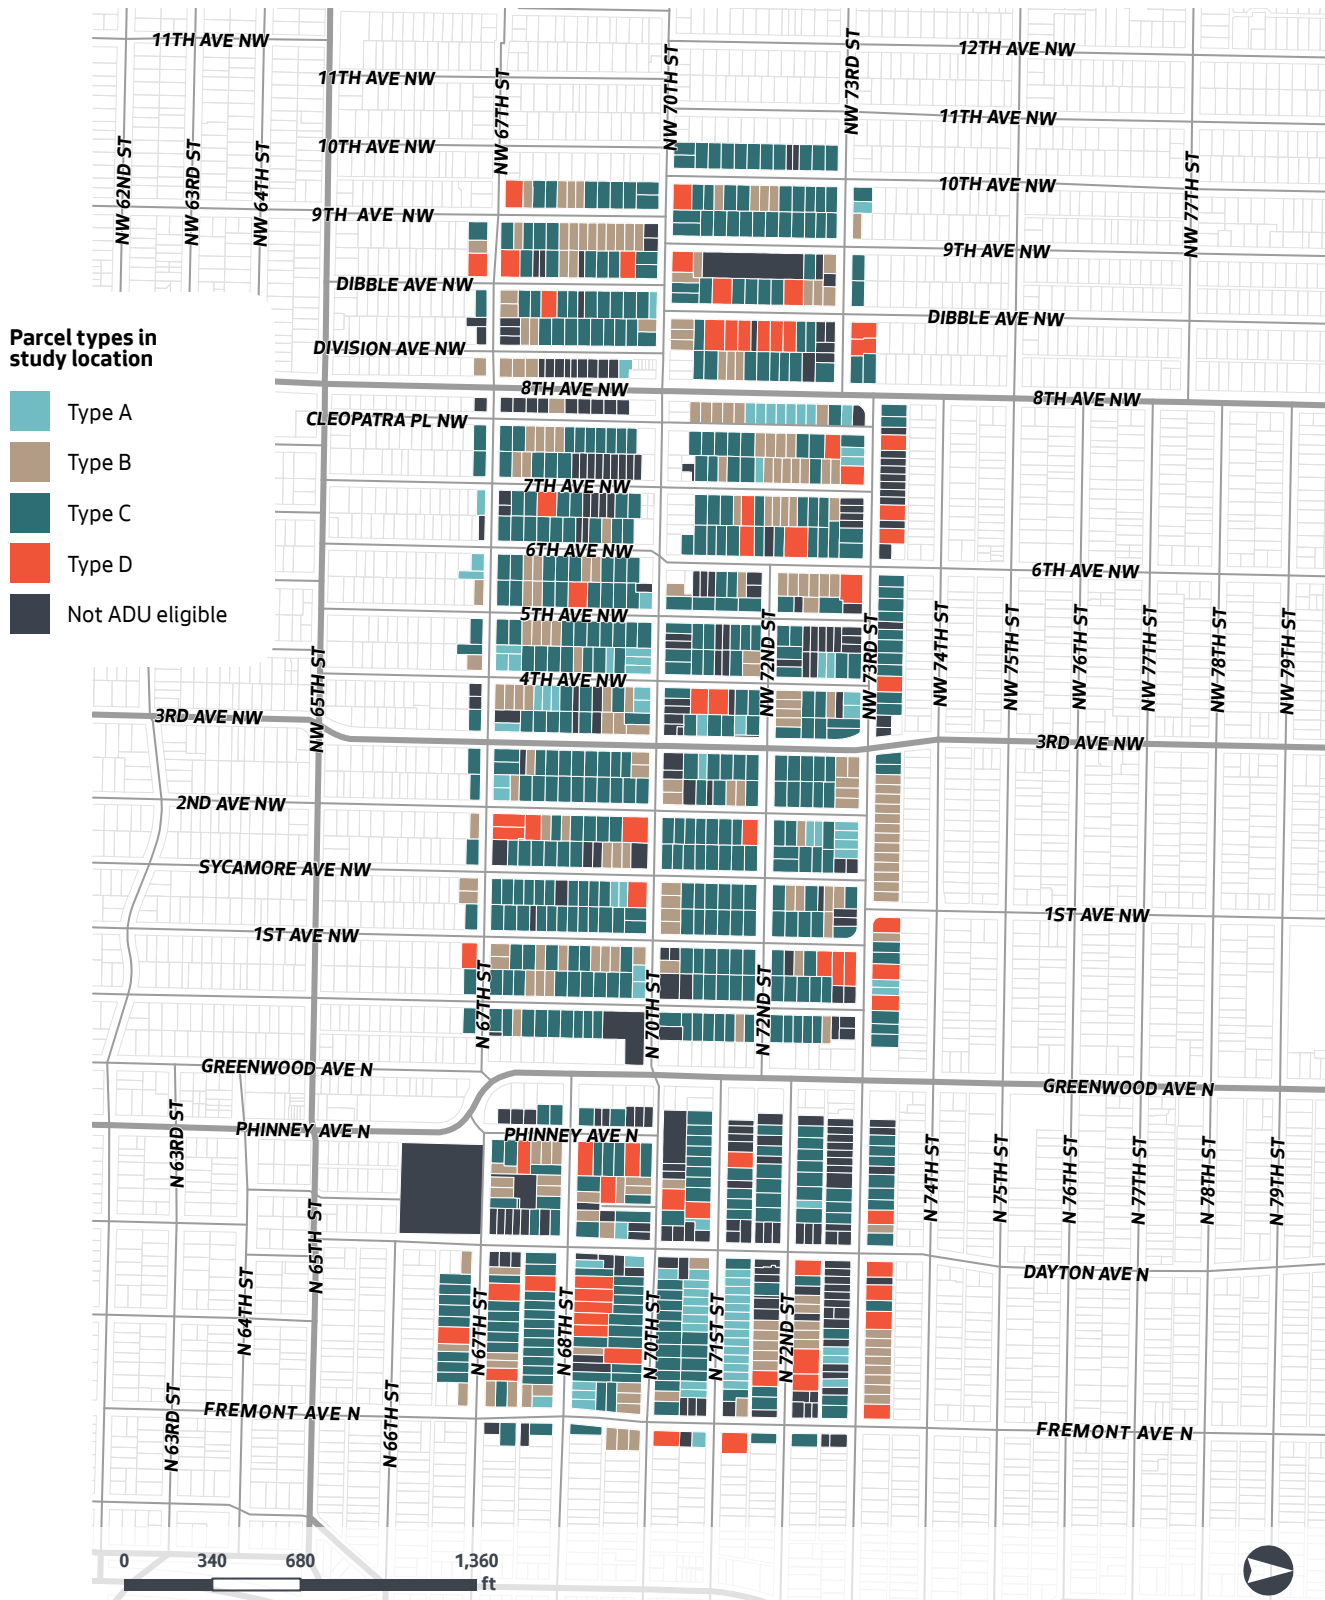 11TH AVE NW
12TH AVE NW
11TH AVE NW
11TH AVE NW
10TH AVE NW
10TH AVE NW
9TH AVE NW
9TH AVE NW
DIBBLE AVE NW
DIBBLE AVE NW
DIVISION AVE NW
8TH AVE NW
8TH AVE NW
CLEOPATRA PL NW
7TH AVE NW
6TH AVE NW
6TH AVE NW
5TH AVE NW
4TH AVE NW
3RD AVE NW
3RD AVE NW
2ND AVE NW
SYCAMORE AVE NW
1ST AVE NW
1ST AVE NW
GREENWOOD AVE N
GREENWOOD AVE N
PHINNEY AVE N
PHINNEY AVE N
DAYTON AVE N
FREMONT AVE N
FREMONT AVE N
NW 62ND ST
NW 63RD ST
NW 64TH ST
NW 67TH ST
NW 70TH ST
NW 73RD ST
NW 77TH ST
NW 65TH ST
NW 72ND ST
NW 73RD ST
NW 74TH ST
NW 75TH ST
NW 76TH ST
NW 77TH ST
NW 78TH ST
NW 79TH ST
N 67TH ST
N 70TH ST
N 72ND ST
N 63RD ST
N 65TH ST
N 74TH ST
N 75TH ST
N 76TH ST
N 77TH ST
N 78TH ST
N 79TH ST
N 64TH ST
N 67TH ST
N 68TH ST
N 70TH ST
N 71ST ST
N 72ND ST
N 63RD ST
N 66TH ST
Parcel types in
study location
Type A
Type B
Type C
Type D
Not ADU eligible
0 340 680 1,360
ft